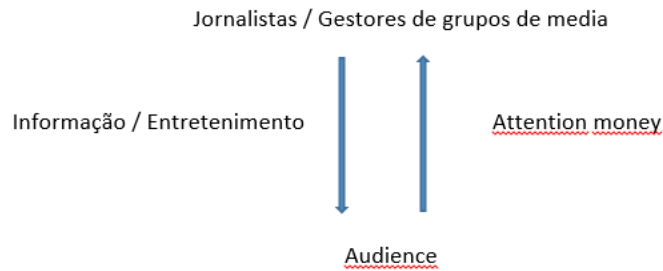 Jornalistas / Gestores de grupos de media
Informação / Entretenimento
Attention money
Audience